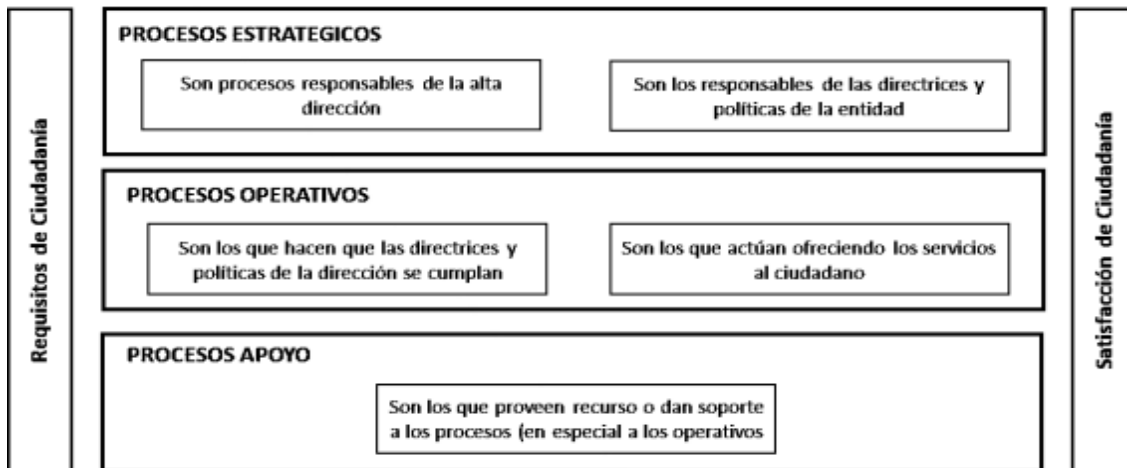 Requisitos de Ciudadanía
PROCESOS ESTRATEGICOS
Son procesos responsables de la alta
dirección
Son los responsables de las directrices y
políticas de la entidad
PROCESOS OPERATIVOS
Son los que hacen que las directrices y
políticas de la dirección se cumplan
Son los que actúan ofreciendo los servicios
al ciudadano
PROCESOS APOYO
Son los que proveen recurso o dan soporte
a los procesos (en especial a los operativos
Satisfacción de Ciudadanía